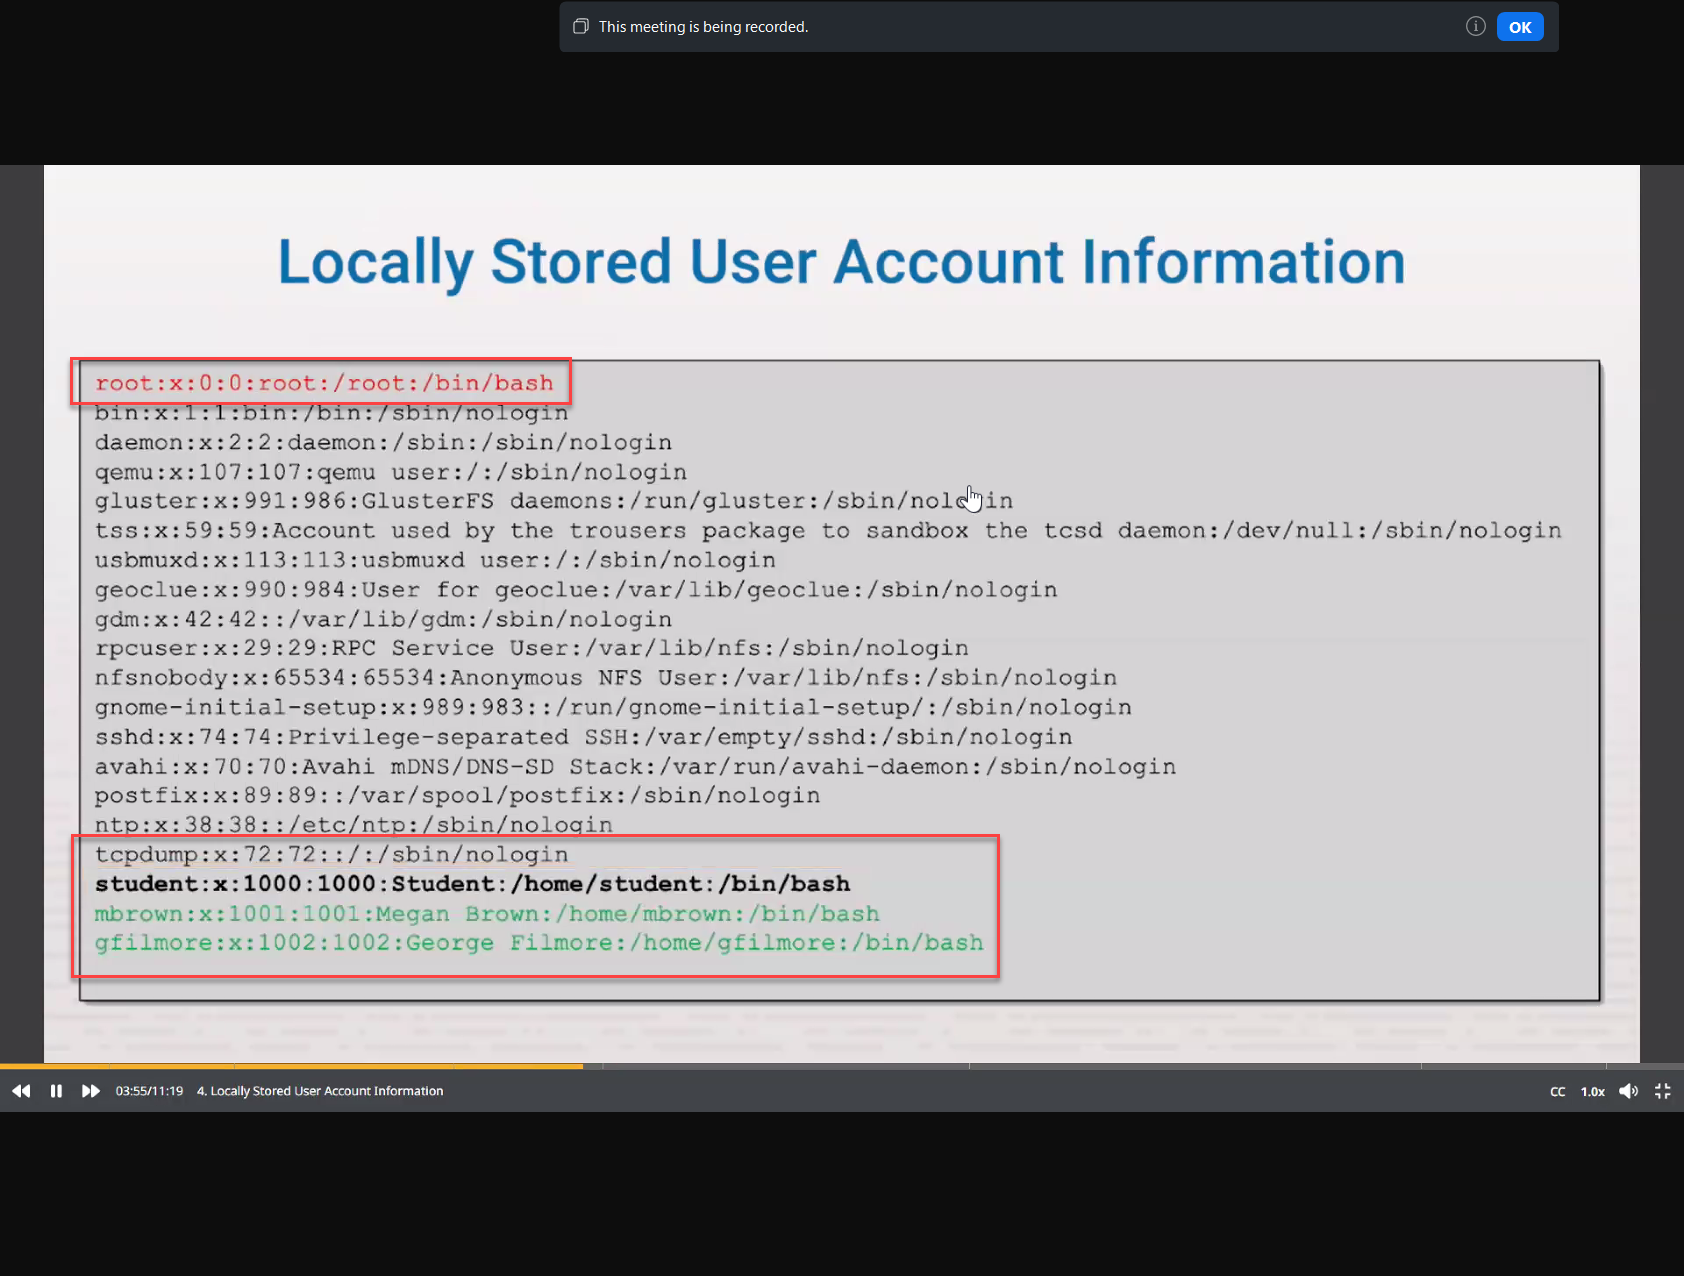 This meeting is being recorded.
OK
Locally Stored User Account Information
root:x:0:0:root:/root:/bin/bash
bin:x:1:1:bin:/bin:/sbin/nologin
daemon:x:2:2:daemon:/sbin:/sbin/nologin
qemu:x:107:107:qemu user:/:/sbin/nologin
gluster:x:991:986:GlusterFS daemons:/run/gluster:/sbin/nologin
tss:x:59:59:Account used by the trousers package to sandbox the tcsd daemon:/dev/null:/sbin/nologin
usbmuxd:x:113:113:usbmuxd user:/:/sbin/nologin
geoclue:x:990:984:User for geoclue:/var/lib/geoclue:/sbin/nologin
gdm:x:42:42::/var/lib/gdm:/sbin/nologin
rpcuser:x:29:29:RPC Service User:/var/lib/nfs:/sbin/nologin
nfsnobody:x:65534:65534:Anonymous NFS User:/var/lib/nfs:/sbin/nologin
gnome-initial-setup:x:989:983::/run/gnome-initial-setup/:/sbin/nologin
sshd:x:74:74:Privilege-separated SSH:/var/empty/sshd:/sbin/nologin
avahi:x:70:70:Avahi mDNS/DNS-SD Stack:/var/run/avahi-daemon:/sbin/nologin
postfix:x:89:89::/var/spool/postfix:/sbin/nologin
ntp:x:38:38::/etc/ntp:/sbin/nologin
tcpdump:x:72:72::/:/sbin/nologin
student:x:1000:1000:Student:/home/student:/bin/bash
mbrown:x:1001:1001:Megan Brown:/home/mbrown:/bin/bash
gfilmore:x:1002:1002:George Filmore:/home/gfilmore:/bin/bash
03:55/11:19 4. Locally Stored User Account Information CC 1.0x